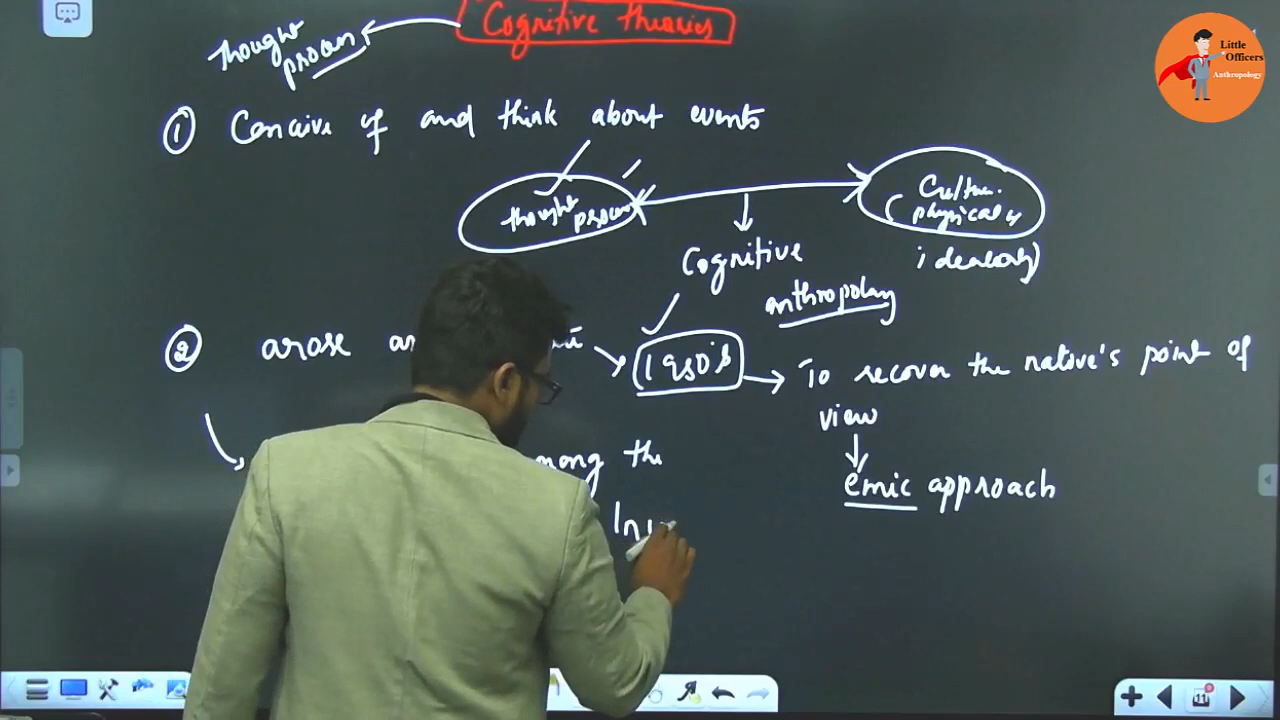 Cognitive theories
thought
process
Little
Officers
Anthropology
① Conceive of and think about events
thought process
Culture
(physically
ideaeolog)
Cognitive
anthropology
② arose
1950's
To recover the native's point of
view
emic approach
among the